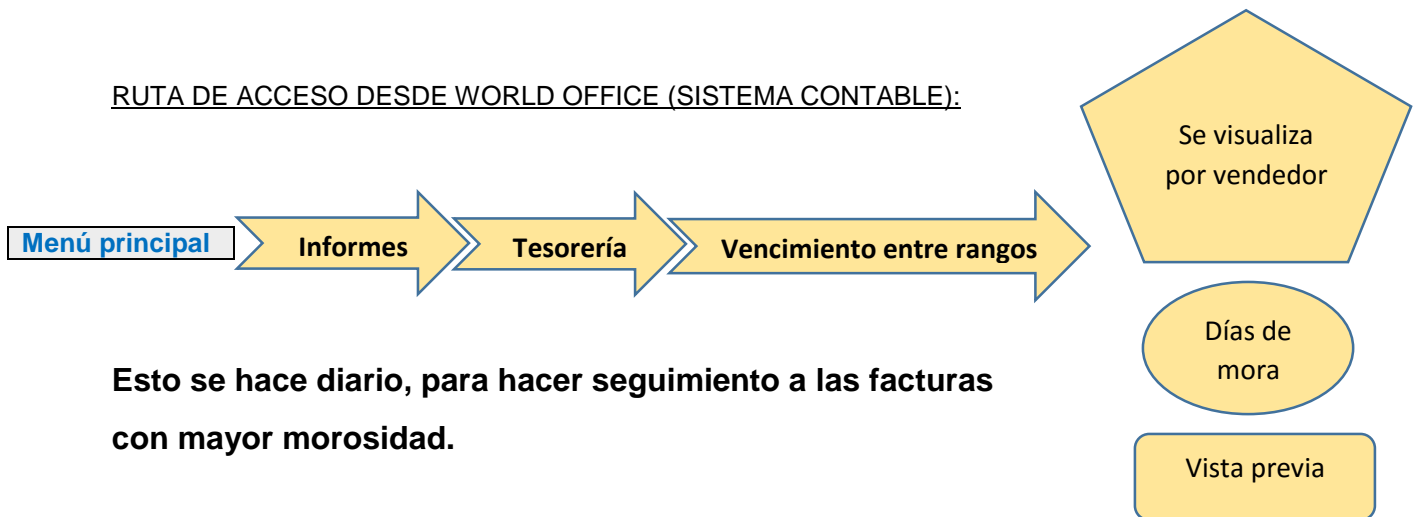 RUTA DE ACCESO DESDE WORLD OFFICE (SISTEMA CONTABLE):
Menú principal
Informes
Tesorería
Vencimiento entre rangos
Se visualiza
por vendedor
Días de
mora
Vista previa
Esto se hace diario, para hacer seguimiento a las facturas
con mayor morosidad.